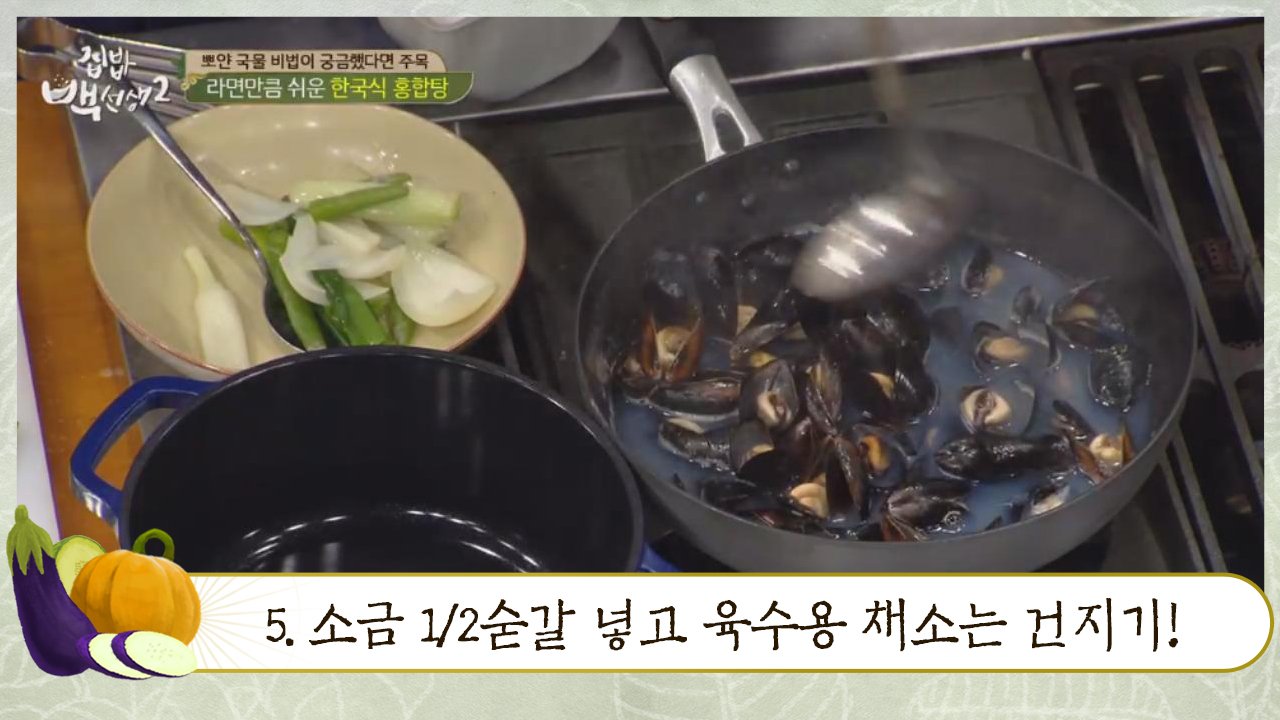 집밥
백선생2
뽀얀 국물 비법이 궁금했다면 주목
라면만큼 쉬운 한국식 홍합탕
5. 소금 1/2숟갈 넣고 육수용 채소는 건지기!